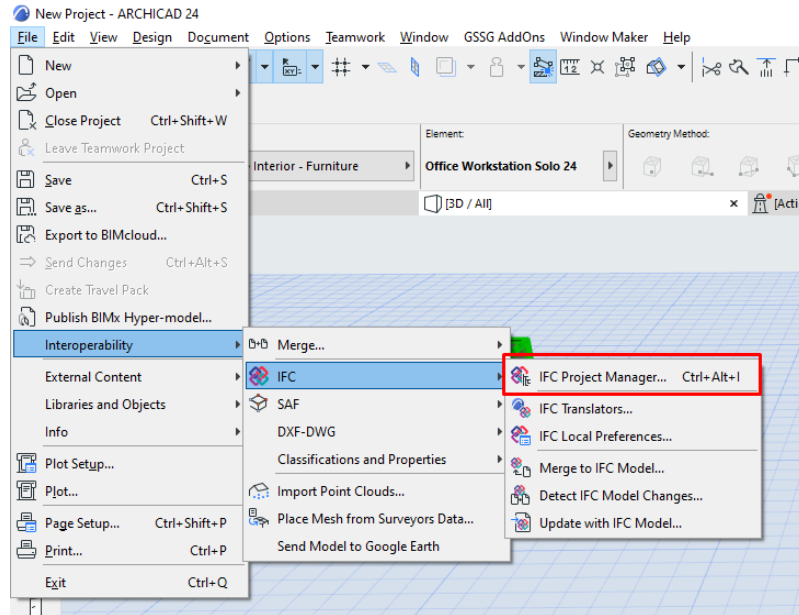 New Project - ARCHICAD 24
File Edit View Design Document Options Teamwork Window GSSG AddOns Window Maker Help
New
Open
Close Project Ctrl+Shift+W
Leave Teamwork Project
Save Ctrl+S
Save as... Ctrl+Shift+S
Export to BIMcloud...
Send Changes Ctrl+Alt+S
Create Travel Pack
Publish BIMx Hyper-model...
Interoperability
External Content
Libraries and Objects
Info
Plot Setup...
Plot...
Page Setup... Ctrl+Shift+P
Print... Ctrl+P
Exit Ctrl+Q
XY:
12
Element:
Geometry Method:
Interior - Furniture
Office Workstation Solo 24
[3D / All]
[Acti
Merge...
IFC
SAF
DXF-DWG
Classifications and Properties
Import Point Clouds...
Place Mesh from Surveyors Data...
Send Model to Google Earth
IFC Project Manager... Ctrl+Alt+I
IFC Translators...
IFC Local Preferences...
Merge to IFC Model...
Detect IFC Model Changes...
Update with IFC Model...